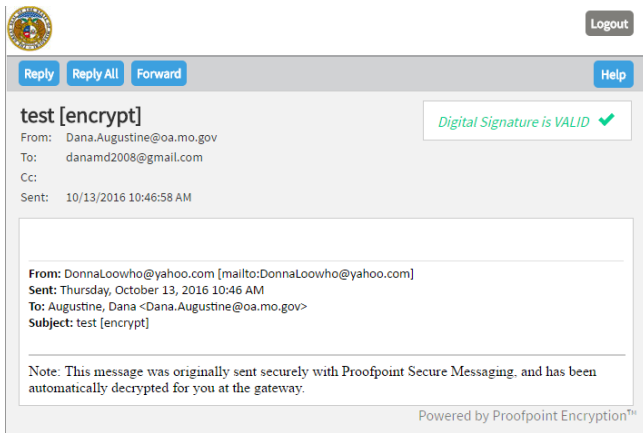 Logout
Reply Reply All Forward Help
test [encrypt]
Digital Signature is VALID
From: Dana.Augustine@oa.mo.gov
To: danamd2008@gmail.com
Cc:
Sent: 10/13/2016 10:46:58 AM
From: DonnaLoowho@yahoo.com [mailto:DonnaLoowho@yahoo.com]
Sent: Thursday, October 13, 2016 10:46 AM
To: Augustine, Dana <Dana.Augustine@oa.mo.gov>
Subject: test [encrypt]
Note: This message was originally sent securely with Proofpoint Secure Messaging, and has been
automatically decrypted for you at the gateway.
Powered by Proofpoint Encryption™